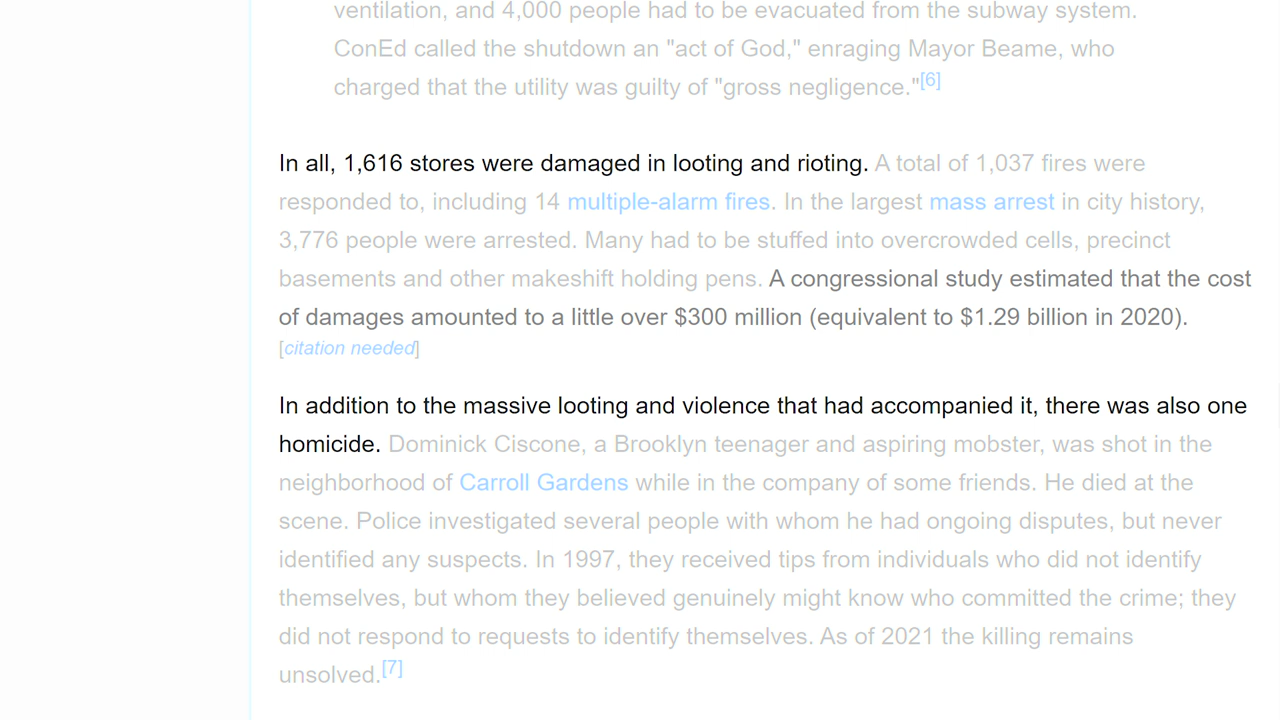 ventilation, and 4,000 people had to be evacuated from the subway system.
ConEd called the shutdown an "act of God," enraging Mayor Beame, who
charged that the utility was guilty of "gross negligence."[6]
In all, 1,616 stores were damaged in looting and rioting. A total of 1,037 fires were
responded to, including 14 multiple-alarm fires. In the largest mass arrest in city history,
3,776 people were arrested. Many had to be stuffed into overcrowded cells, precinct
basements and other makeshift holding pens. A congressional study estimated that the cost
of damages amounted to a little over $300 million (equivalent to $1.29 billion in 2020).
[citation needed]
In addition to the massive looting and violence that had accompanied it, there was also one
homicide. Dominick Ciscone, a Brooklyn teenager and aspiring mobster, was shot in the
neighborhood of Carroll Gardens while in the company of some friends. He died at the
scene. Police investigated several people with whom he had ongoing disputes, but never
identified any suspects. In 1997, they received tips from individuals who did not identify
themselves, but whom they believed genuinely might know who committed the crime; they
did not respond to requests to identify themselves. As of 2021 the killing remains
unsolved.[7]